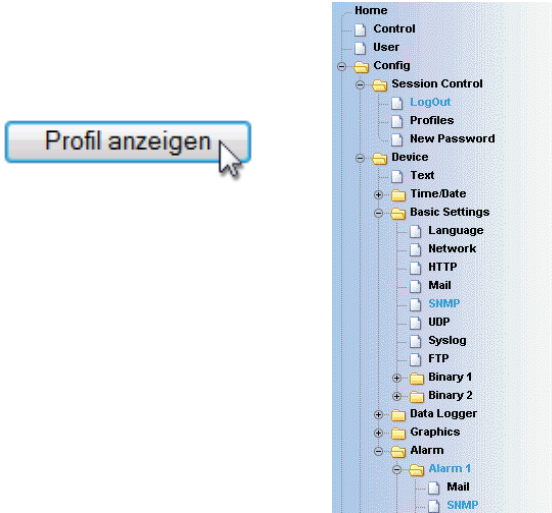 Profil anzeigen
Home
Control
User
Config
Session Control
LogOut
Profiles
New Password
Device
Text
Time/Date
Basic Settings
Language
Network
HTTP
Mail
SNMP
UDP
Syslog
FTP
Binary 1
Binary 2
Data Logger
Graphics
Alarm
Alarm 1
Mail
SNMP